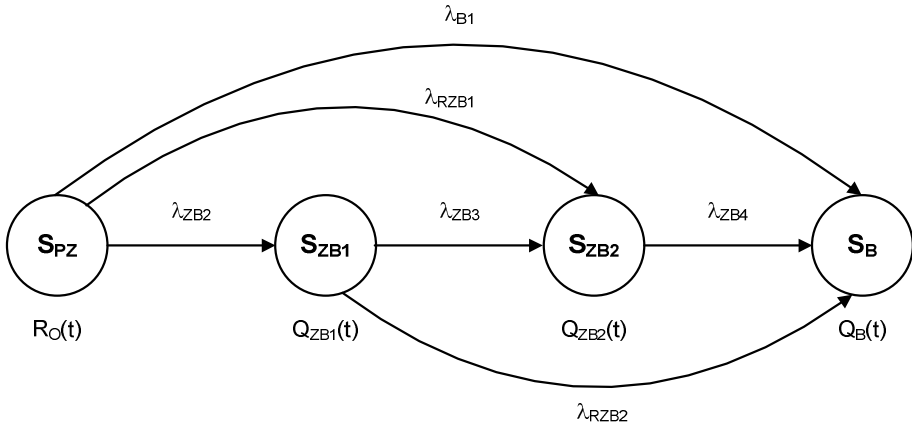 λB1
λRZB1
λZB2
λZB3
λZB4
SPZ
SZB1
SZB2
SB
RO(t)
QZB1(t)
QZB2(t)
QB(t)
λRZB2